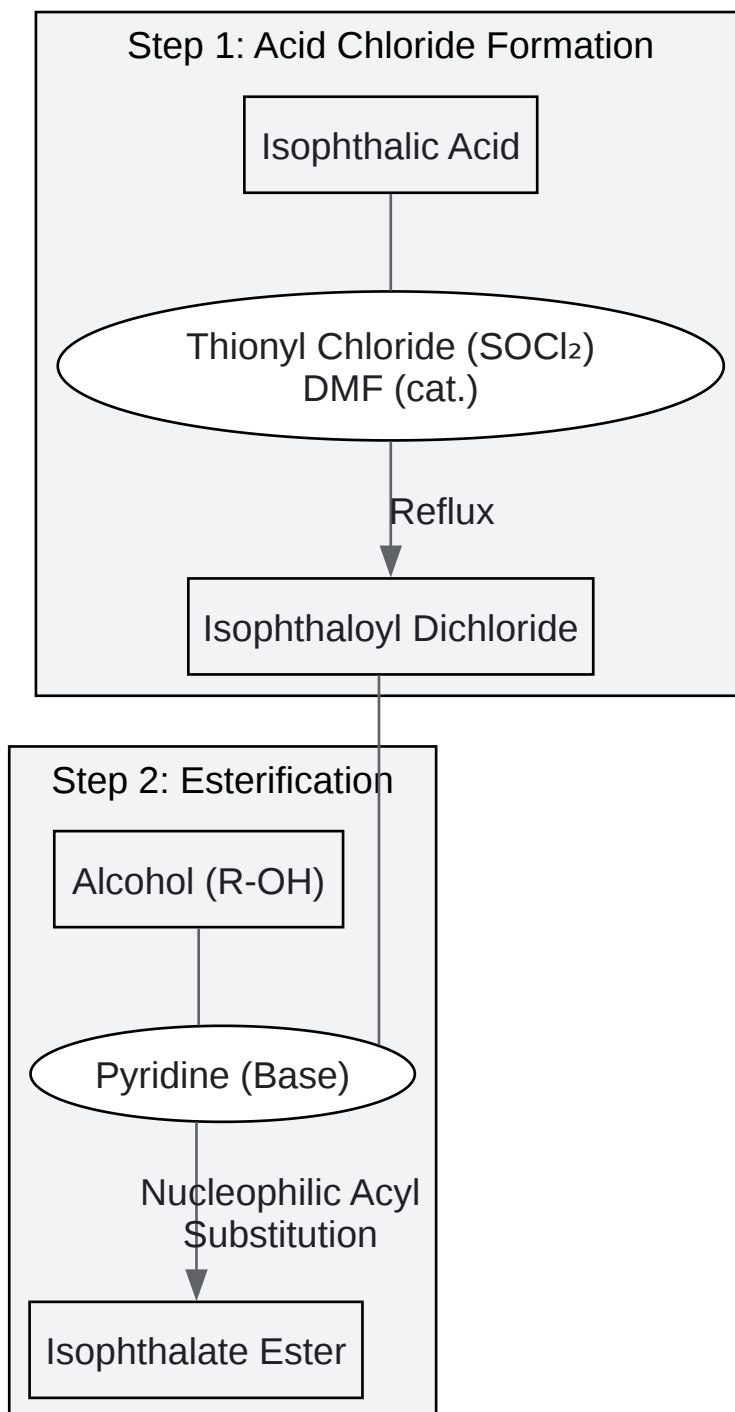 Step 1: Acid Chloride Formation
Isophthalic Acid
Thionyl Chloride (SOCl₂)
DMF (cat.)
Reflux
Isophthaloyl Dichloride
Step 2: Esterification
Alcohol (R-OH)
Pyridine (Base)
Nucleophilic Acyl
Substitution
Isophthalate Ester